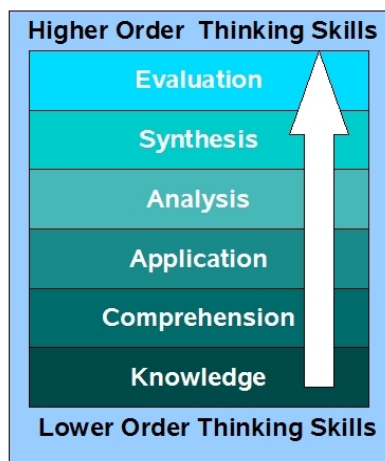 Higher Order Thinking Skills
Evaluation
Synthesis
Analysis
Application
Comprehension
Knowledge
Lower Order Thinking Skills